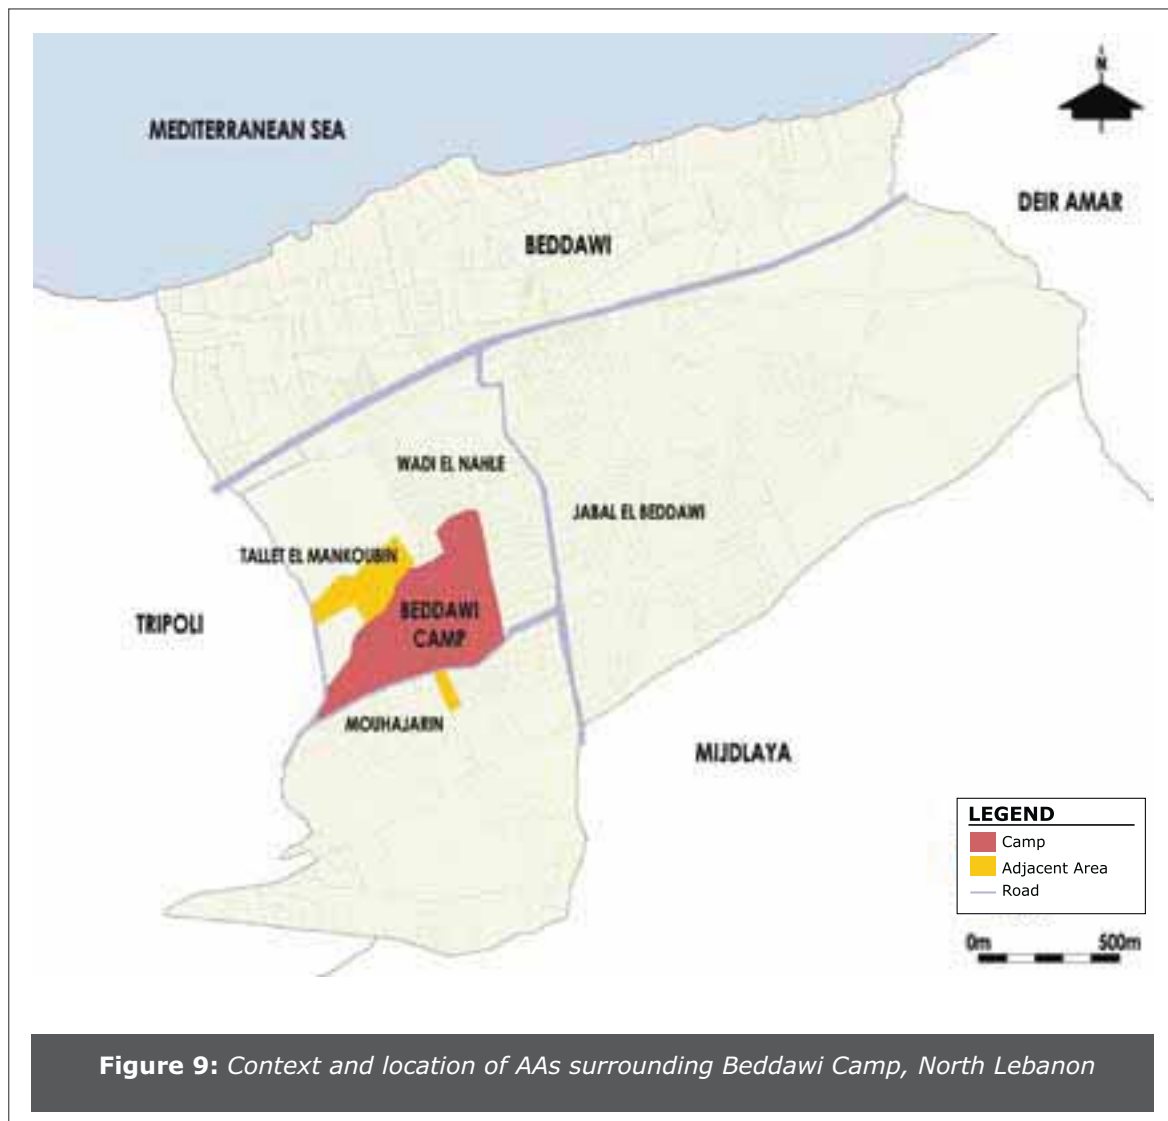 MEDITERRANEAN SEA
N
DEIR AMAR
BEDDAWI
WADI EL NAHLE
JABAL EL BEDDAWI
TALLET EL MANKOUBIN
TRIPOLI
BEDDAWI
CAMP
MOUHAJARIN
MIJDLAYA
LEGEND
Camp
Adjacent Area
Road
0m 500m
Figure 9: Context and location of AAs surrounding Beddawi Camp, North Lebanon